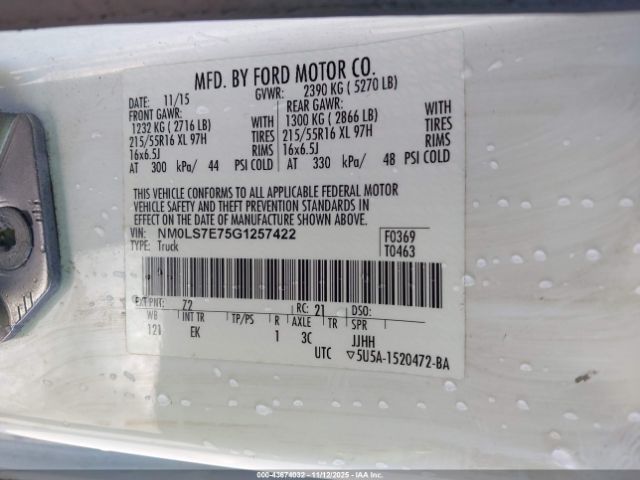 MFD. BY FORD MOTOR CO.
11/15 GVWR: 2390 KG ( 5270 LB)
FRONT GAWR: REAR GAWR:
1232 KG ( 2716 LB) WITH 1300 KG ( 2866 LB) WITH
215/55R16 XL 97H TIRES 215/55R16 XL 97H TIRES
16x6.5J RIMS 16x6.5J RIMS
AT 300 kPa/ 44 PSI COLD AT 330 kPa/ 48 PSI COLD
THIS VEHICLE CONFORMS TO ALL APPLICABLE FEDERAL MOTOR
VEHICLE SAFETY AND THEFT PREVENTION STANDARDS IN
EFFECT ON THE DATE OF MANUFACTURE SHOWN ABOVE.
VIN: NM0LS7E75G1257422 F0369
TYPE: Truck T0463
EXT PNT: Z2 RC: 21 DSO:
WB INT TR TP/PS R AXLE TR SPR
121 EK 1 3C JJHH
UTC ▽5U5A-1520472-BA
000-43674032 - 11/12/2025 - IAAI.COM